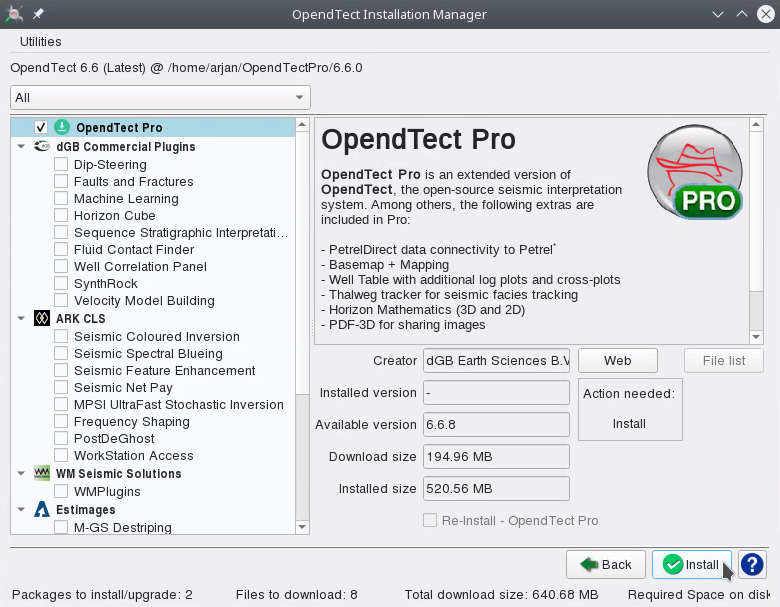 OpendTect Installation Manager
Utilities
OpendTect 6.6 (Latest) @ /home/arjan/OpendTectPro/6.6.0
All
OpendTect Pro
dGB Commercial Plugins
Dip-Steering
Faults and Fractures
Machine Learning
Horizon Cube
Sequence Stratigraphic Interpretati...
Fluid Contact Finder
Well Correlation Panel
SynthRock
Velocity Model Building
ARK CLS
Seismic Coloured Inversion
Seismic Spectral Blueing
Seismic Feature Enhancement
Seismic Net Pay
MPSI UltraFast Stochastic Inversion
Frequency Shaping
PostDeGhost
WorkStation Access
WM Seismic Solutions
WMPlugins
Estimages
M-GS Destriping
OpendTect Pro
PRO
OpendTect Pro is an extended version of
OpendTect, the open-source seismic interpretation
system. Among others, the following extras are
included in Pro:
- PetrelDirect data connectivity to Petrel*
- Basemap + Mapping
- Well Table with additional log plots and cross-plots
- Thalweg tracker for seismic facies tracking
- Horizon Mathematics (3D and 2D)
- PDF-3D for sharing images
Creator dGB Earth Sciences B.V Web File list
Installed version - Action needed:
Available version 6.6.8 Install
Download size 194.96 MB
Installed size 520.56 MB
Re-Install - OpendTect Pro
Back Install ?
Packages to install/upgrade: 2 Files to download: 8 Total download size: 640.68 MB Required Space on disk